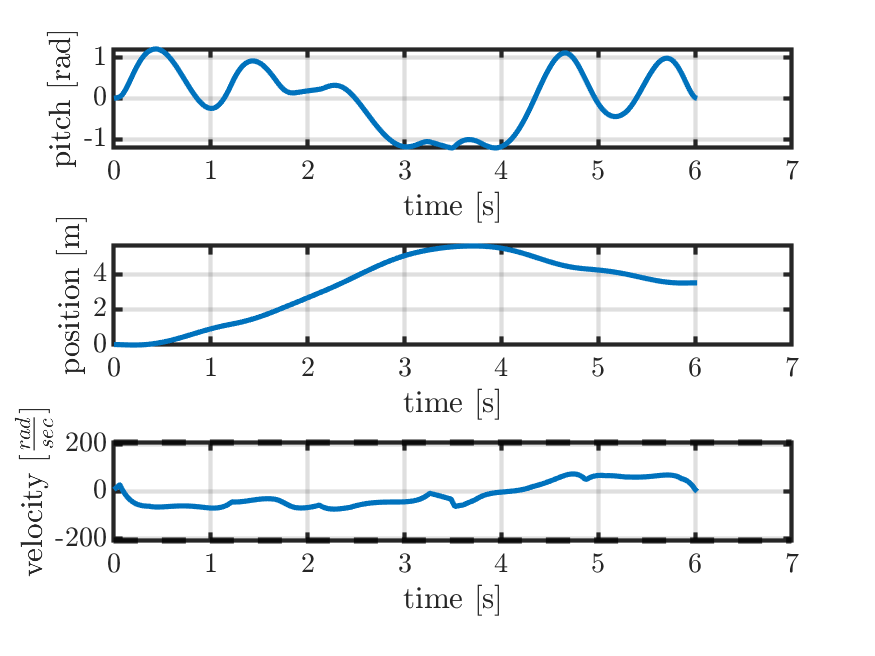 pitch [rad]
1
0
-1
0 1 2 3 4 5 6 7
time [s]
position [m]
4
2
0
0 1 2 3 4 5 6 7
time [s]
velocity [rad/sec]
200
0
-200
0 1 2 3 4 5 6 7
time [s]